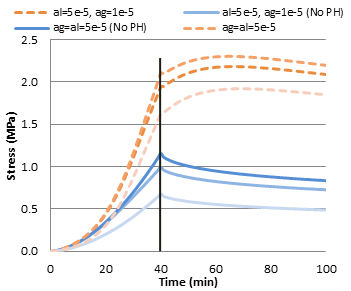 al=5e-5, ag=1e-5
al=5e-5, ag=1e-5 (No PH)
ag=al=5e-5 (No PH)
ag=al=5e-5
2.5
2.0
1.5
1.0
0.5
0.0
Stress (MPa)
0 20 40 60 80 100
Time (min)